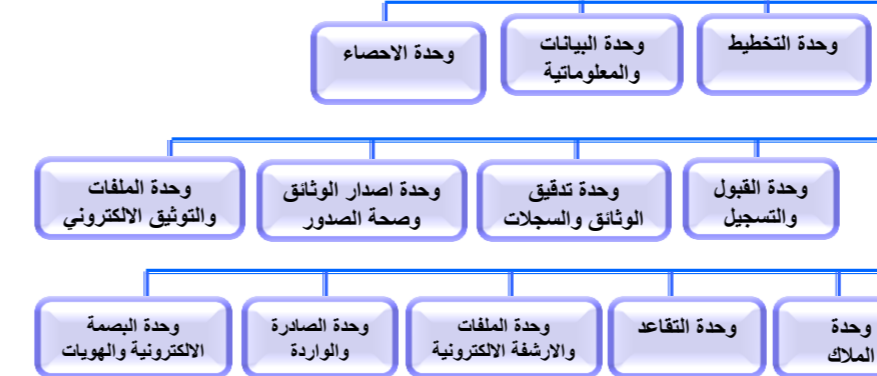 وحدة التخطيط
وحدة البيانات
والمعلوماتية
وحدة الاحصاء
وحدة القبول
والتسجيل
وحدة تدقيق
الوثائق والسجلات
وحدة اصدار الوثائق
وصحة الصدور
وحدة الملفات
والتوثيق الالكتروني
وحدة
الملاك
وحدة التقاعد
وحدة الملفات
والارشفة الالكترونية
وحدة الصادرة
والواردة
وحدة البصمة
الالكترونية والهويات